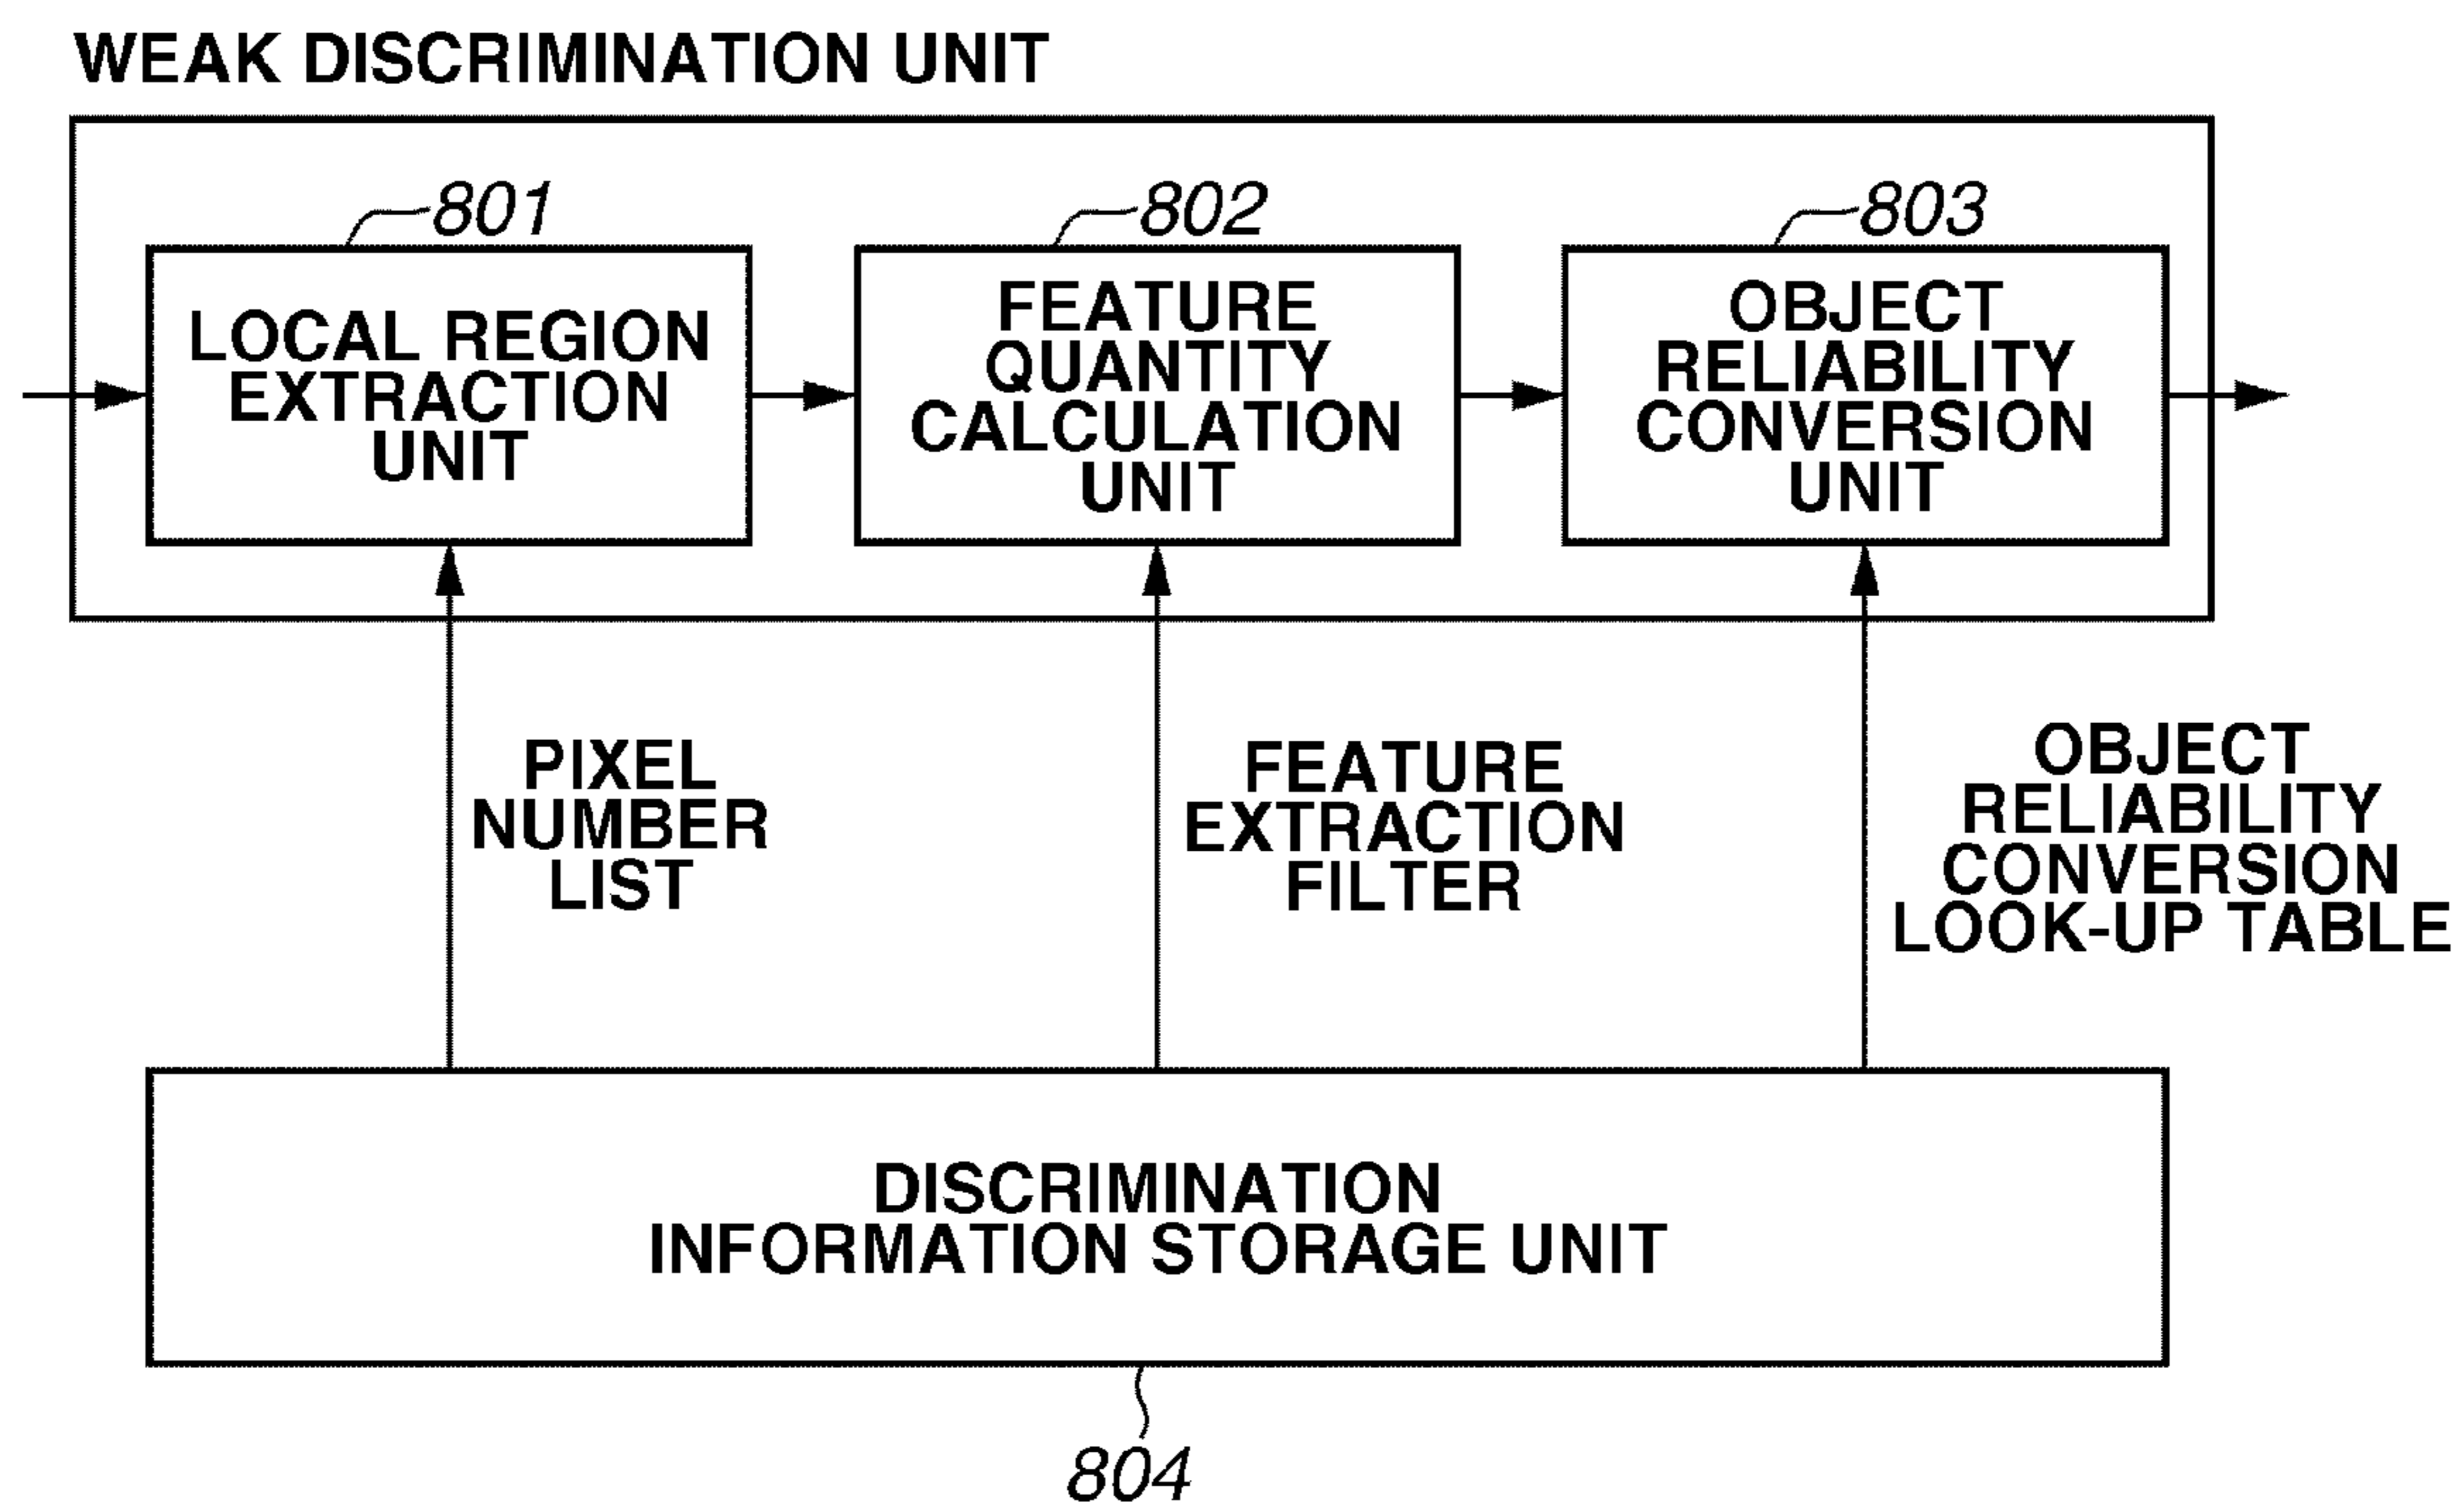 WEAK DISCRIMINATION UNIT
801
802
803
LOCAL REGION
EXTRACTION
UNIT
FEATURE
QUANTITY
CALCULATION
UNIT
OBJECT
RELIABILITY
CONVERSION
UNIT
PIXEL
NUMBER
LIST
FEATURE
EXTRACTION
FILTER
OBJECT
RELIABILITY
CONVERSION
LOOK-UP TABLE
DISCRIMINATION
INFORMATION STORAGE UNIT
804